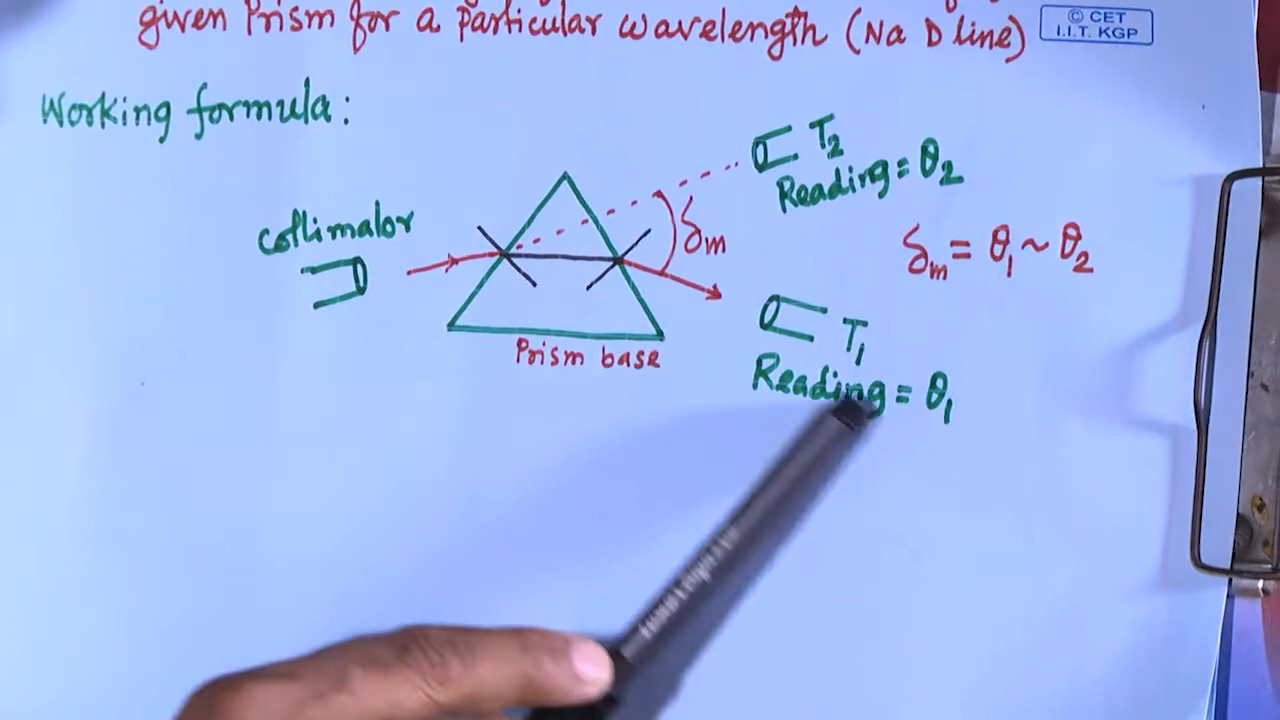 given Prism for a particular wavelength (Na D line)
© CET
I.I.T. KGP
Working formula:
T2
Reading = θ2
collimator
δm
δm = θ1 ~ θ2
T1
Prism base
Reading = θ1